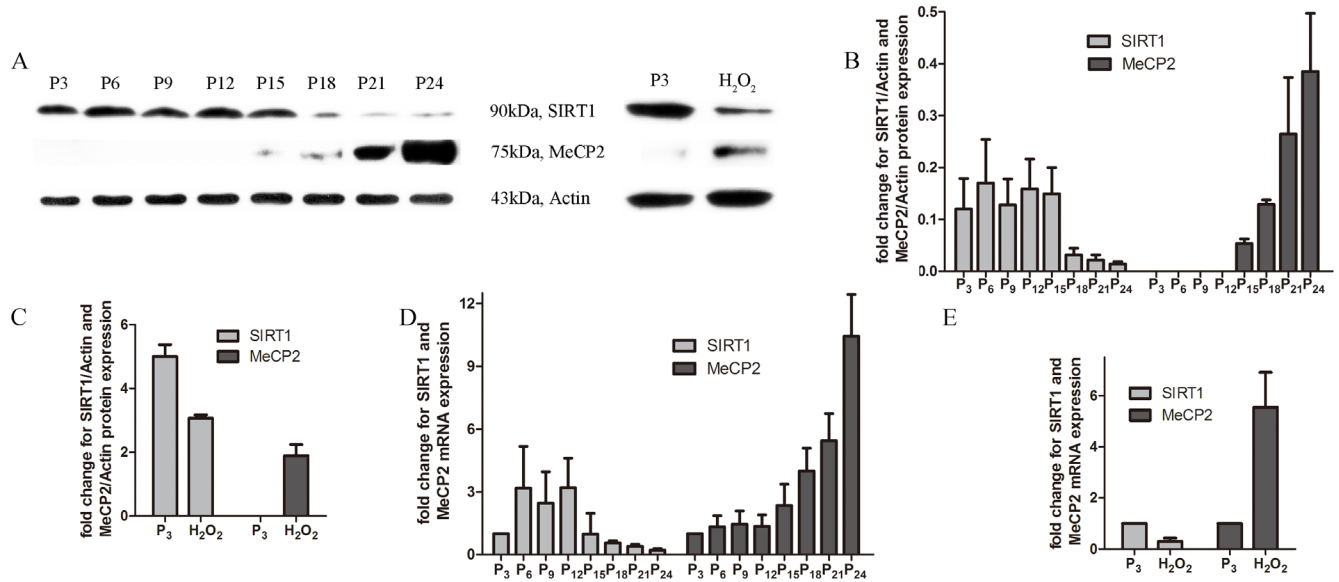 A
P3 P6 P9 P12 P15 P18 P21 P24
90kDa, SIRT1
75kDa, MeCP2
43kDa, Actin
P3 H₂O₂
B
fold change for SIRT1/Actin and
MeCP2/Actin protein expression
0.5
0.4
0.3
0.2
0.1
0.0
SIRT1
MeCP2
P₃ P₆ P₉ P₁₂ P₁₅ P₁₈ P₂₁ P₂₄ P₃ P₆ P₉ P₁₂ P₁₅ P₁₈ P₂₁ P₂₄
C
fold change for SIRT1/Actin and
MeCP2/Actin protein expression
6
4
2
0
SIRT1
MeCP2
P₃ H₂O₂ P₃ H₂O₂
D
fold change for SIRT1 and
MeCP2 mRNA expression
12
9
6
3
0
SIRT1
MeCP2
P₃ P₆ P₉ P₁₂ P₁₅ P₁₈ P₂₁ P₂₄ P₃ P₆ P₉ P₁₂ P₁₅ P₁₈ P₂₁ P₂₄
E
fold change for SIRT1 and
MeCP2 mRNA expression
6
4
2
0
SIRT1
MeCP2
P₃ H₂O₂ P₃ H₂O₂